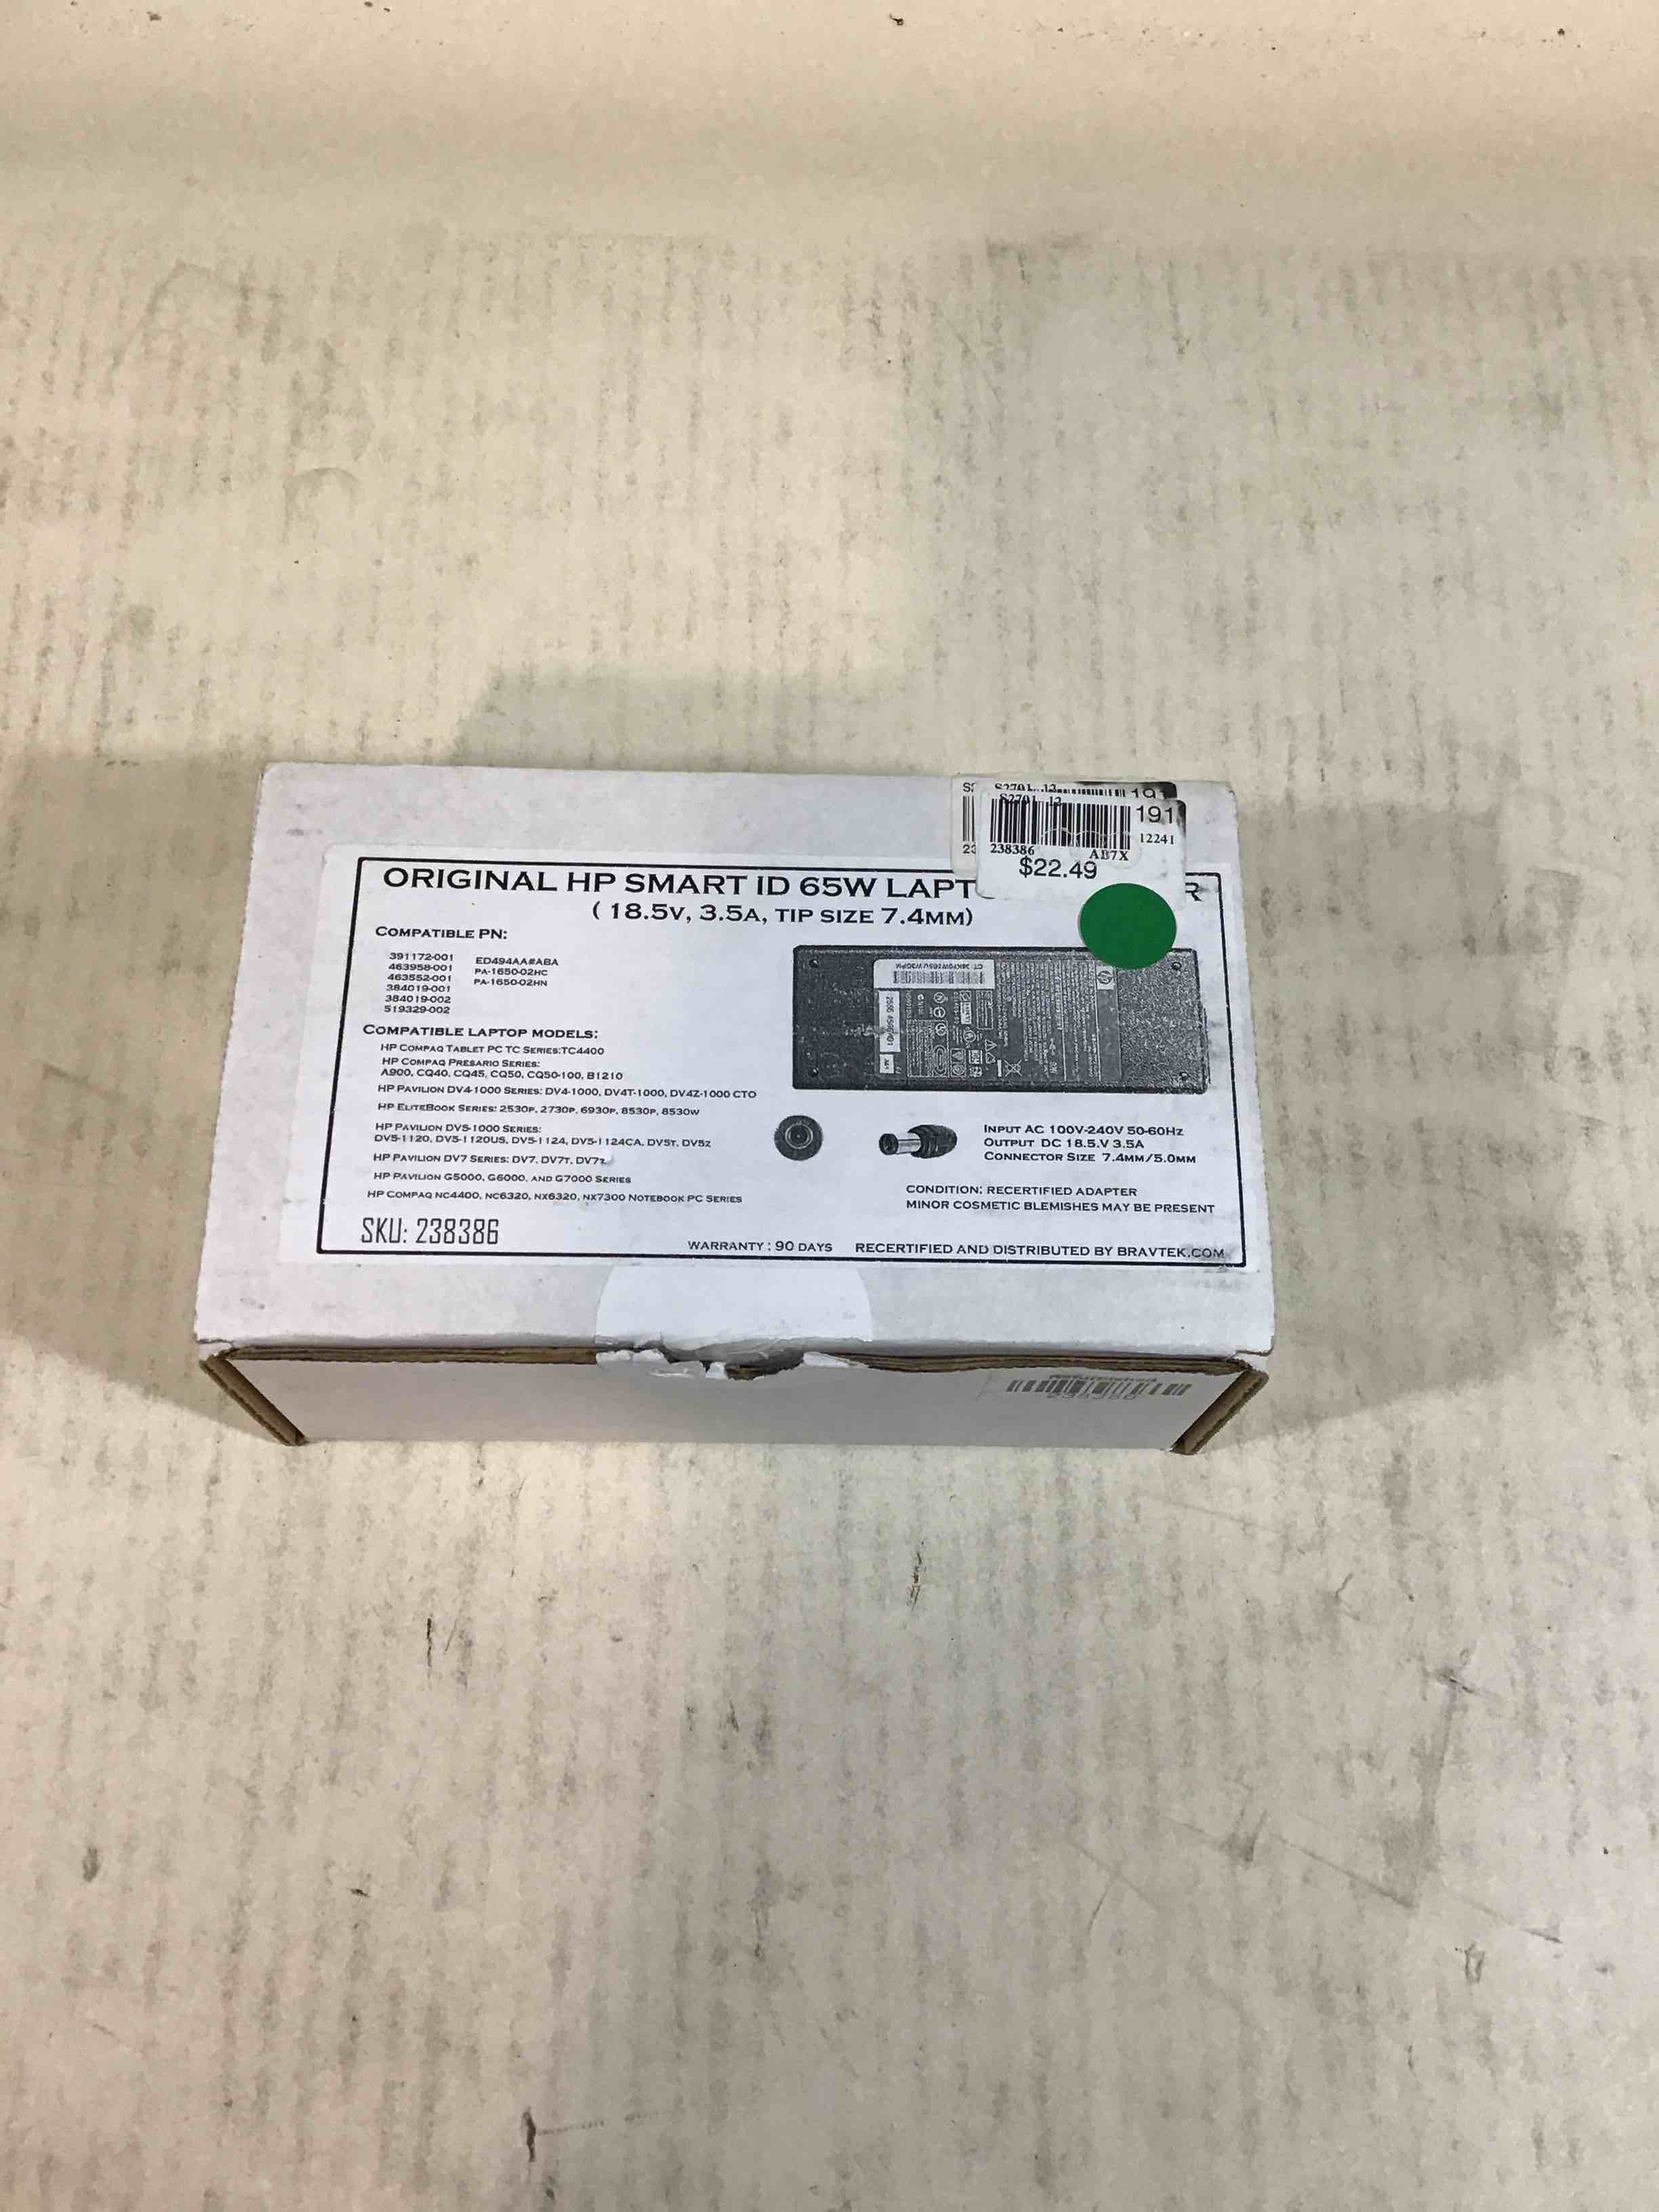 S2701 12 191
S2701 12
191
12241
238386 AB7X
$22.49
ORIGINAL HP SMART ID 65W LAPT R
( 18.5V, 3.5A, TIP SIZE 7.4MM)
COMPATIBLE PN:
391172-001 ED494AA#ABA
463958-001 PA-1650-02HC
463552-001 PA-1650-02HN
384019-001
384019-002
519329-002
COMPATIBLE LAPTOP MODELS:
HP COMPAQ TABLET PC TC SERIES:TC4400
HP COMPAQ PRESARIO SERIES:
A900, CQ40, CQ45, CQ50, CQ50-100, B1210
HP PAVILION DV4-1000 SERIES: DV4-1000, DV4T-1000, DV4Z-1000 CTO
HP ELITEBOOK SERIES: 2530P, 2730P, 6930P, 8530P, 8530W
HP PAVILION DV5-1000 SERIES:
DV5-1120, DV5-1120US, DV5-1124, DV5-1124CA, DV5T, DV5Z
HP PAVILION DV7 SERIES: DV7, DV7T, DV7Z
HP PAVILION G5000, G6000, AND G7000 SERIES
HP COMPAQ NC4400, NC6320, NX6320, NX7300 NOTEBOOK PC SERIES
INPUT AC 100V-240V 50-60HZ
OUTPUT DC 18.5.V 3.5A
CONNECTOR SIZE 7.4MM/5.0MM
CONDITION: RECERTIFIED ADAPTER
MINOR COSMETIC BLEMISHES MAY BE PRESENT
SKU: 238386
WARRANTY : 90 DAYS RECERTIFIED AND DISTRIBUTED BY BRAVTEK.COM